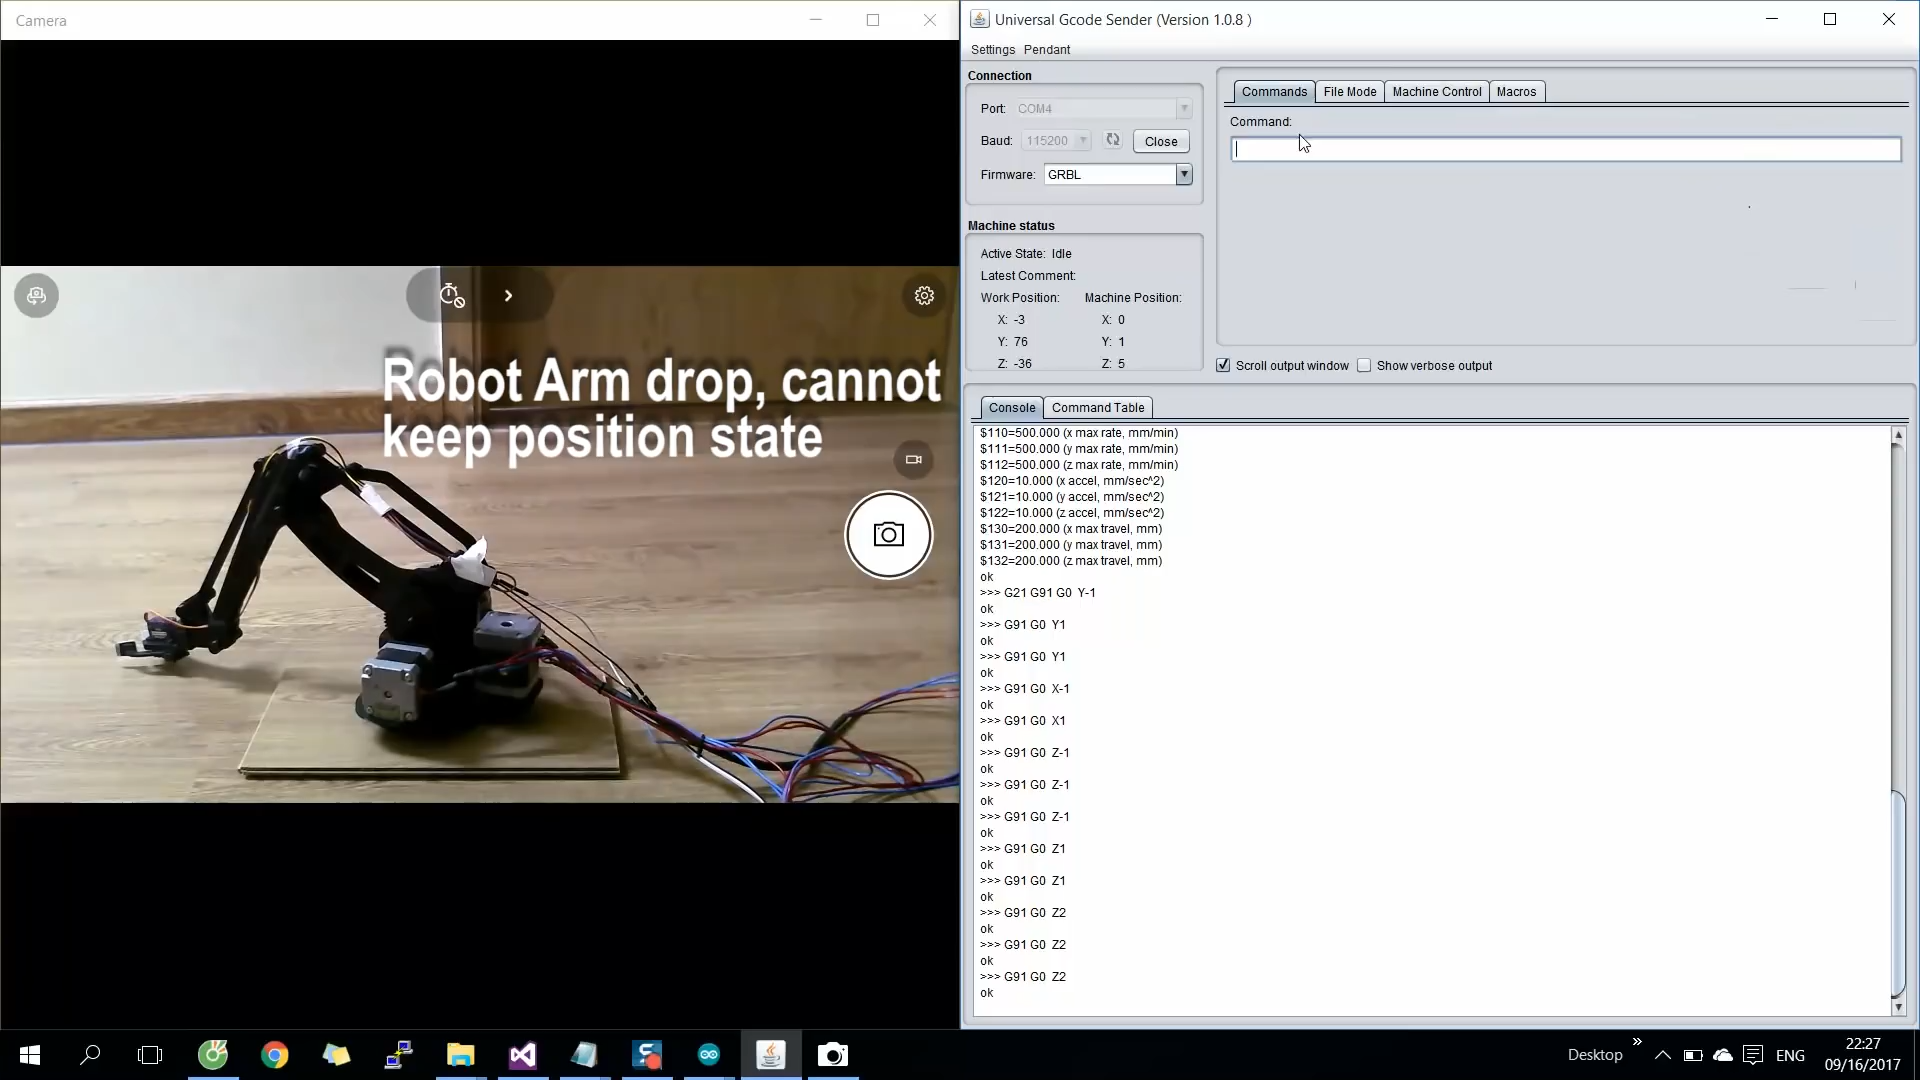 Camera
Robot Arm drop, cannot
keep position state
Universal Gcode Sender (Version 1.0.8 )
Settings Pendant
Connection
Port: COM4
Baud: 115200 Close
Firmware: GRBL
Machine status
Active State: Idle
Latest Comment:
Work Position: Machine Position:
X: -3 X: 0
Y: 76 Y: 1
Z: -36 Z: 5
Commands File Mode Machine Control Macros
Command:
Scroll output window Show verbose output
Console Command Table
$110=500.000 (x max rate, mm/min)
$111=500.000 (y max rate, mm/min)
$112=500.000 (z max rate, mm/min)
$120=10.000 (x accel, mm/sec^2)
$121=10.000 (y accel, mm/sec^2)
$122=10.000 (z accel, mm/sec^2)
$130=200.000 (x max travel, mm)
$131=200.000 (y max travel, mm)
$132=200.000 (z max travel, mm)
ok
>>> G21 G91 G0 Y-1
ok
>>> G91 G0 Y1
ok
>>> G91 G0 Y1
ok
>>> G91 G0 X-1
ok
>>> G91 G0 X1
ok
>>> G91 G0 Z-1
ok
>>> G91 G0 Z-1
ok
>>> G91 G0 Z-1
ok
>>> G91 G0 Z1
ok
>>> G91 G0 Z1
ok
>>> G91 G0 Z2
ok
>>> G91 G0 Z2
ok
>>> G91 G0 Z2
ok
Desktop » ENG
22:27
09/16/2017